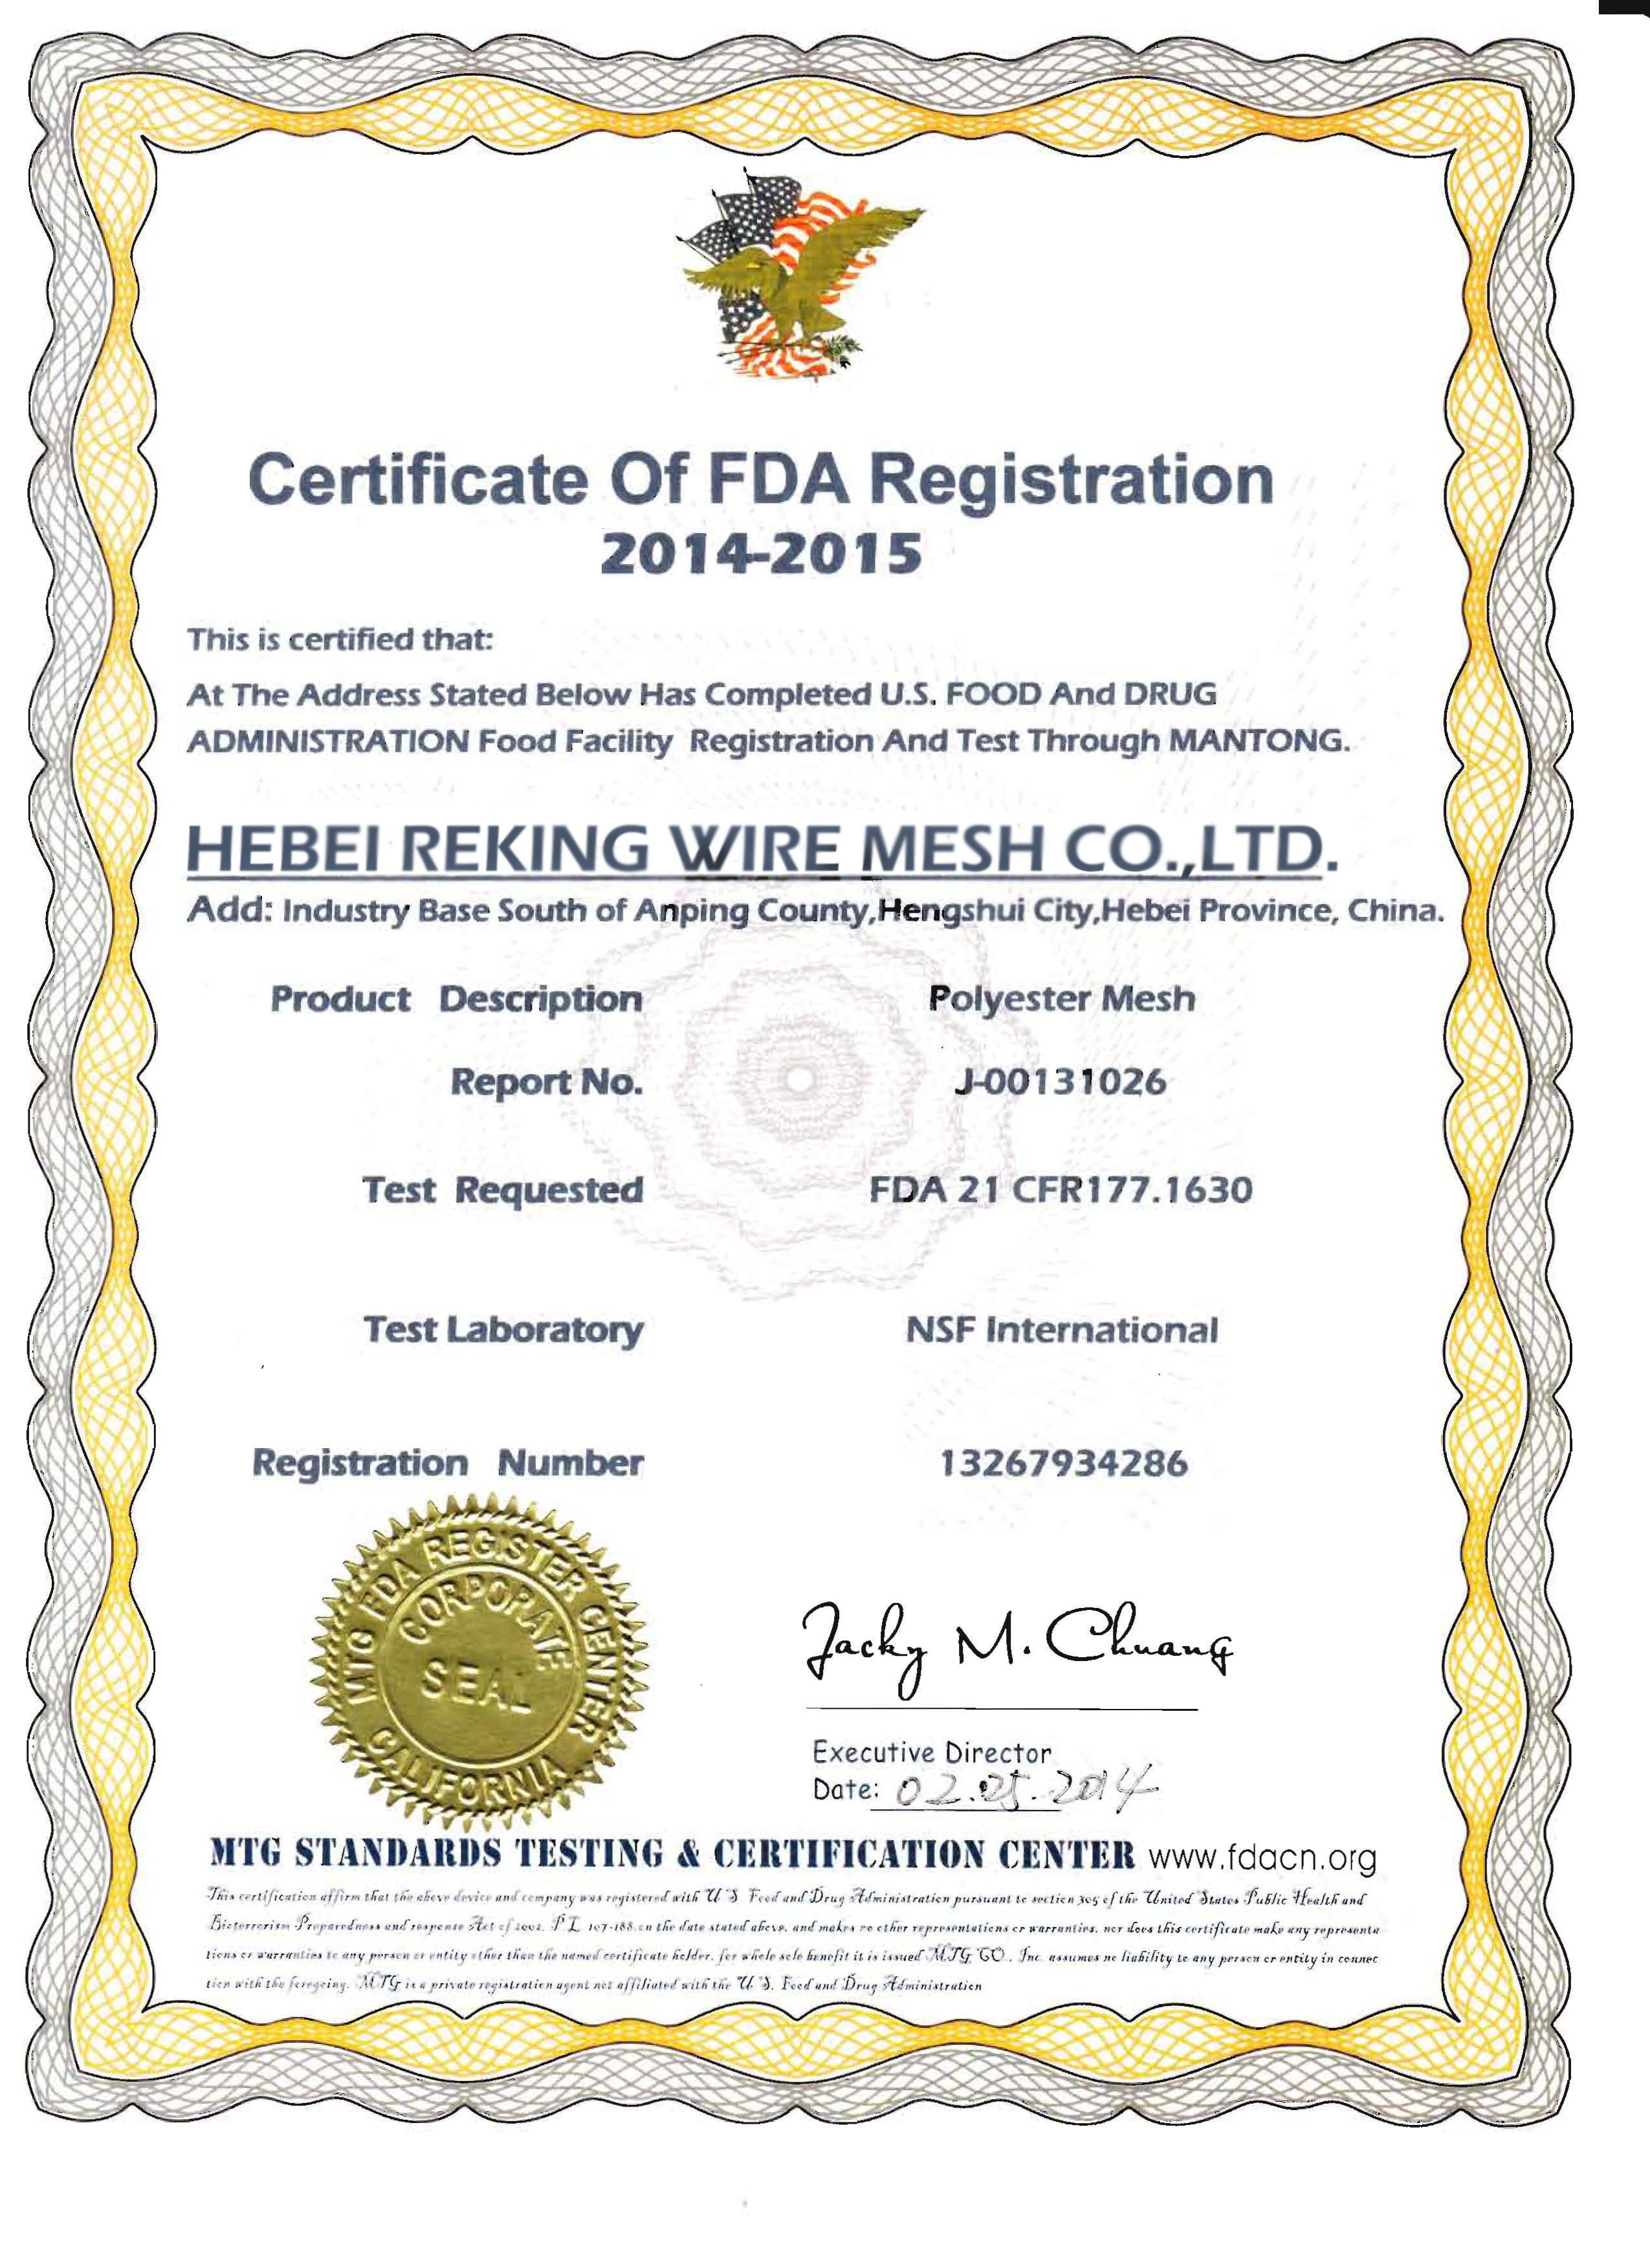 Certificate Of FDA Registration
2014-2015
This is certified that:
At The Address Stated Below Has Completed U.S. FOOD And DRUG
ADMINISTRATION Food Facility Registration And Test Through MANTONG.
HEBEI REKING WIRE MESH CO.,LTD.
Add: Industry Base South of Anping County,Hengshui City,Hebei Province, China.
Product Description Polyester Mesh
Report No. J-00131026
Test Requested FDA 21 CFR177.1630
Test Laboratory NSF International
Registration Number 13267934286
MTG FDA REGISTER CENTER
CORPORATE
SEAL
CALIFORNIA
Jacky M. Chuang
Executive Director
Date: 02.25.2014
MTG STANDARDS TESTING & CERTIFICATION CENTER www.fdacn.org
This certification affirm that the above device and company was registered with U S Food and Drug Administration pursuant to section 305 of the United States Public Health and
Bioterrorism Preparedness and response Act of 2002. P L 107-188.on the date stated above. and makes no other representations or warranties. nor does this certificate make any representa
tions or warranties to any person or entity other than the named certificate holder. for whole sole benefit it is issued MTG CO., Inc. assumes no liability to any person or entity in connec
tion with the foregoing. MTG is a private registration agent not affiliated with the U. S. Food and Drug Administration